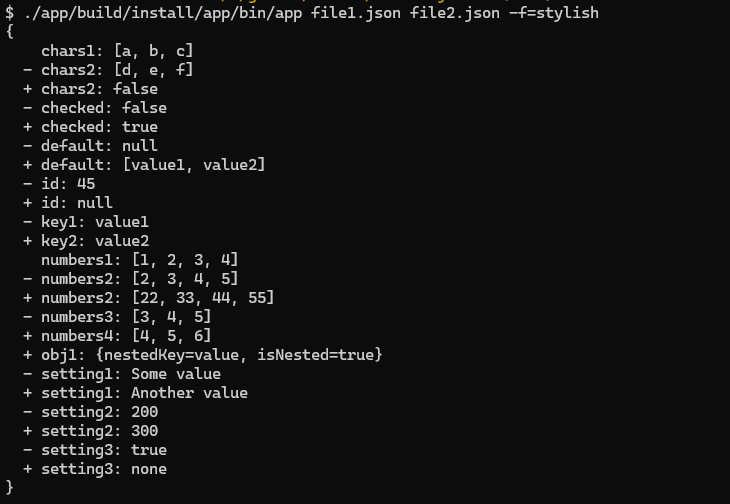 $ ./app/build/install/app/bin/app file1.json file2.json -f=stylish
{
    chars1: [a, b, c]
  - chars2: [d, e, f]
  + chars2: false
  - checked: false
  + checked: true
  - default: null
  + default: [value1, value2]
  - id: 45
  + id: null
  - key1: value1
  + key2: value2
    numbers1: [1, 2, 3, 4]
  - numbers2: [2, 3, 4, 5]
  + numbers2: [22, 33, 44, 55]
  - numbers3: [3, 4, 5]
  + numbers4: [4, 5, 6]
  + obj1: {nestedKey=value, isNested=true}
  - setting1: Some value
  + setting1: Another value
  - setting2: 200
  + setting2: 300
  - setting3: true
  + setting3: none
}